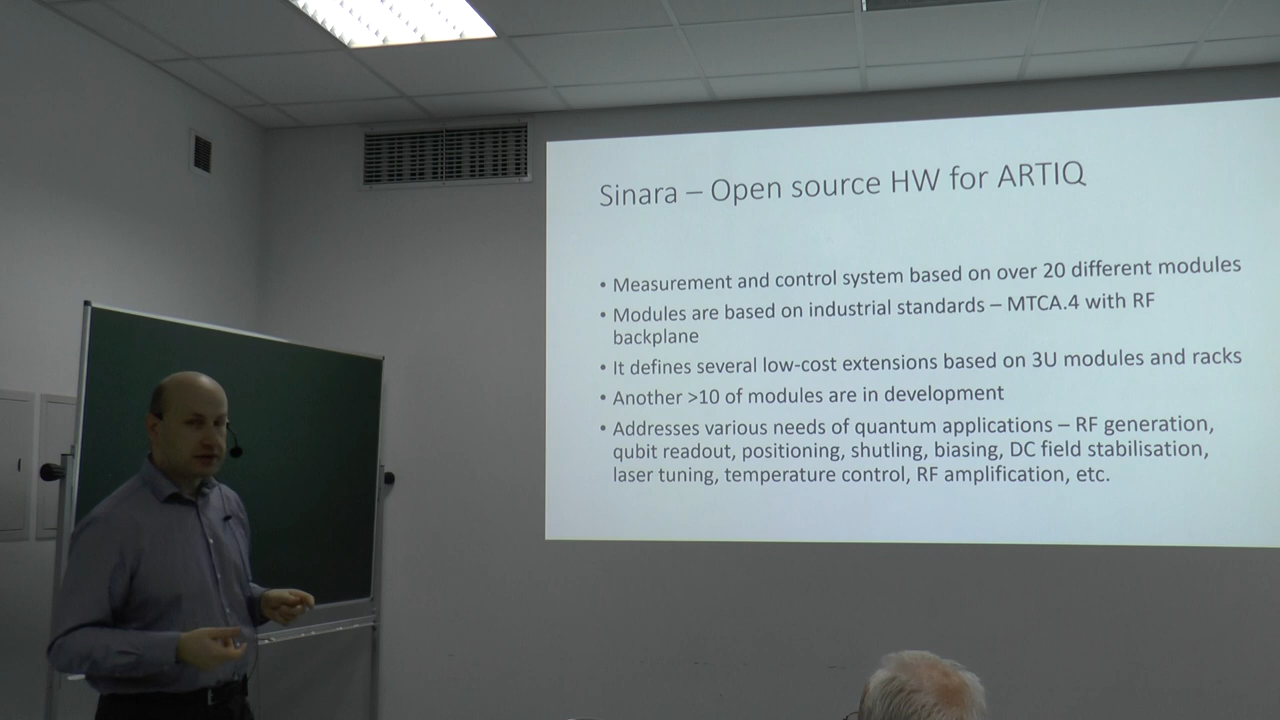 Sinara – Open source HW for ARTIQ
• Measurement and control system based on over 20 different modules
• Modules are based on industrial standards – MTCA.4 with RF
backplane
• It defines several low-cost extensions based on 3U modules and racks
• Another >10 of modules are in development
• Addresses various needs of quantum applications – RF generation,
qubit readout, positioning, shutling, biasing, DC field stabilisation,
laser tuning, temperature control, RF amplification, etc.